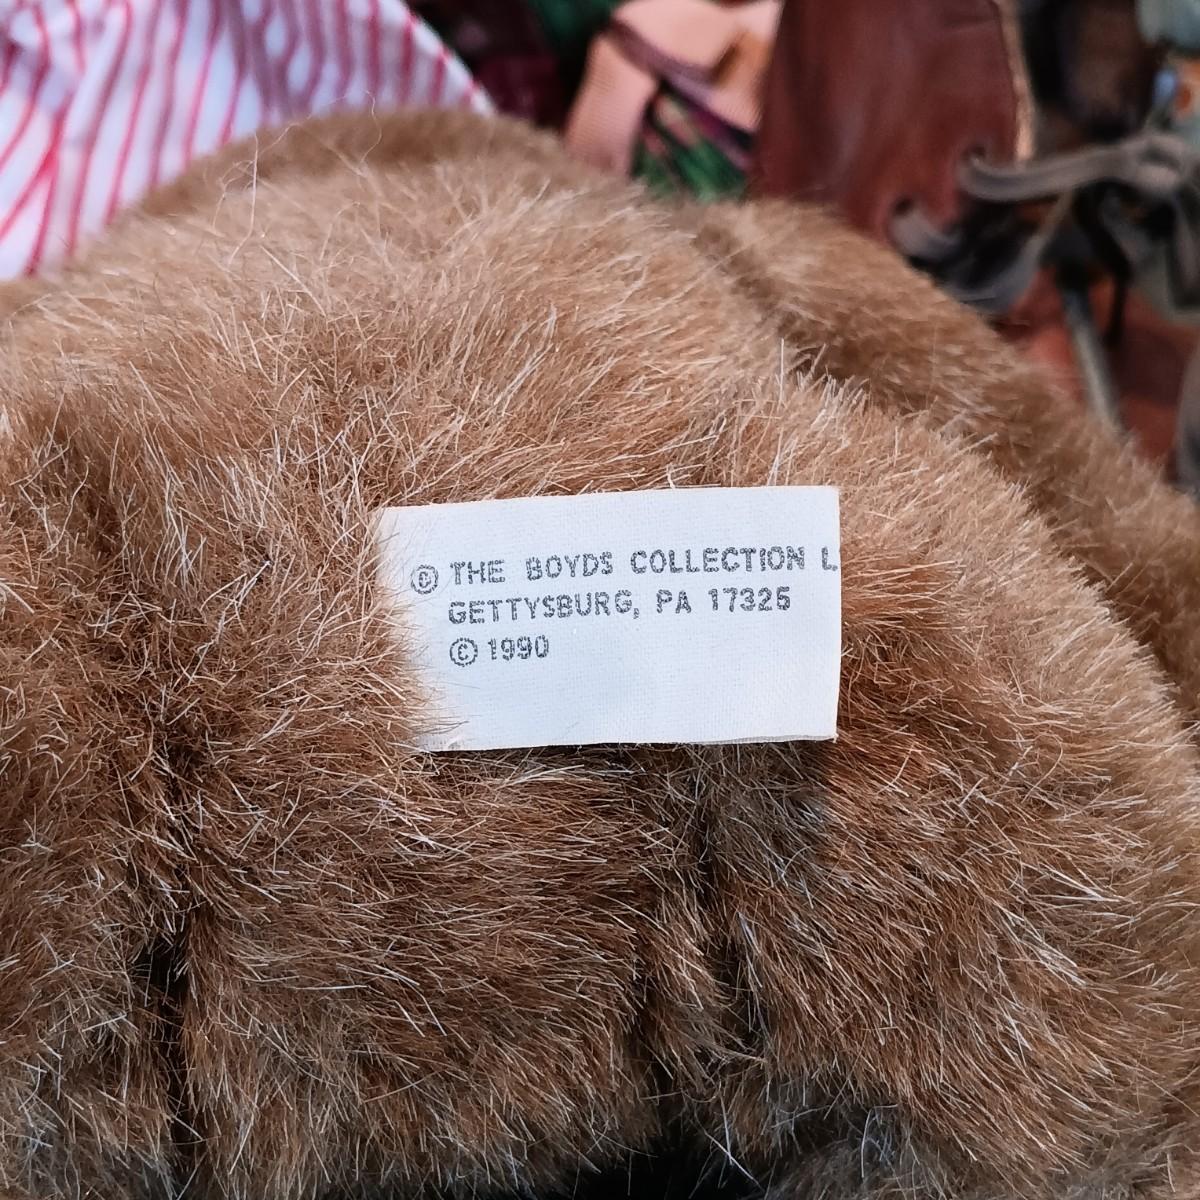 © THE BOYDS COLLECTION L
GETTYSBURG, PA 17325
© 1990